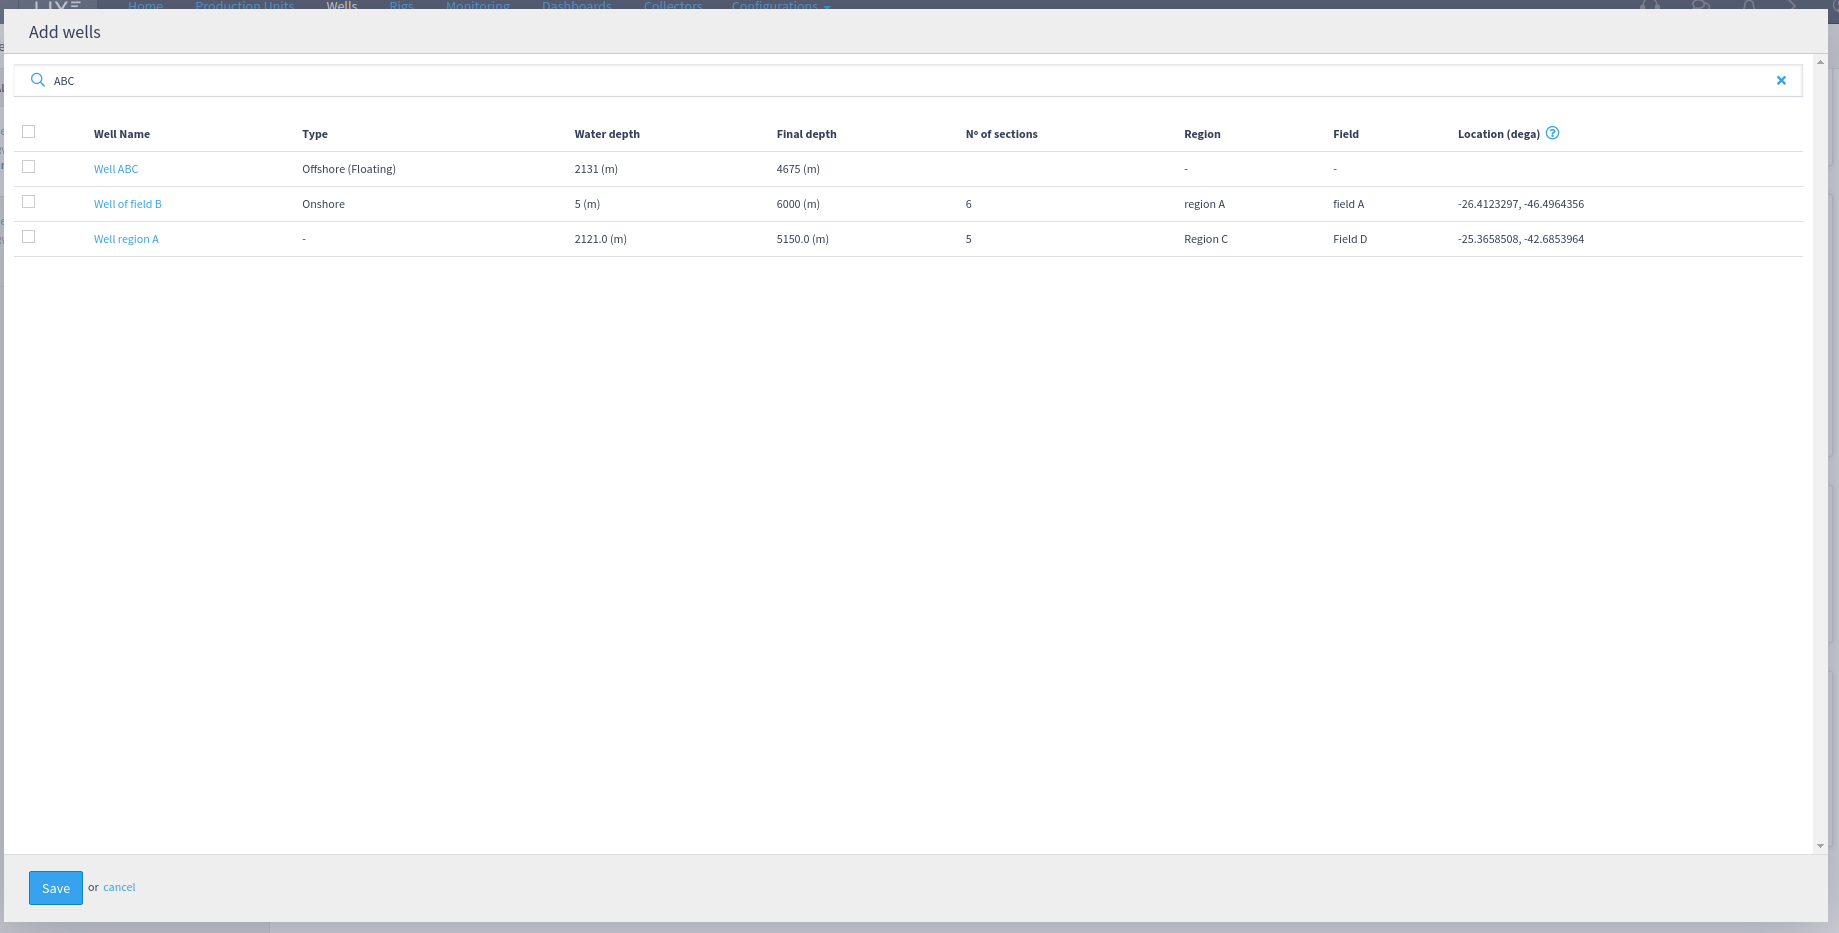 LIVE Home Production Units Wells Rigs Monitoring Dashboards Collectors Configurations
Add wells
ABC
Well Name Type Water depth Final depth Nº of sections Region Field Location (dega) ?
Well ABC Offshore (Floating) 2131 (m) 4675 (m) - -
Well of field B Onshore 5 (m) 6000 (m) 6 region A field A -26.4123297, -46.4964356
Well region A - 2121.0 (m) 5150.0 (m) 5 Region C Field D -25.3658508, -42.6853964
Save or cancel